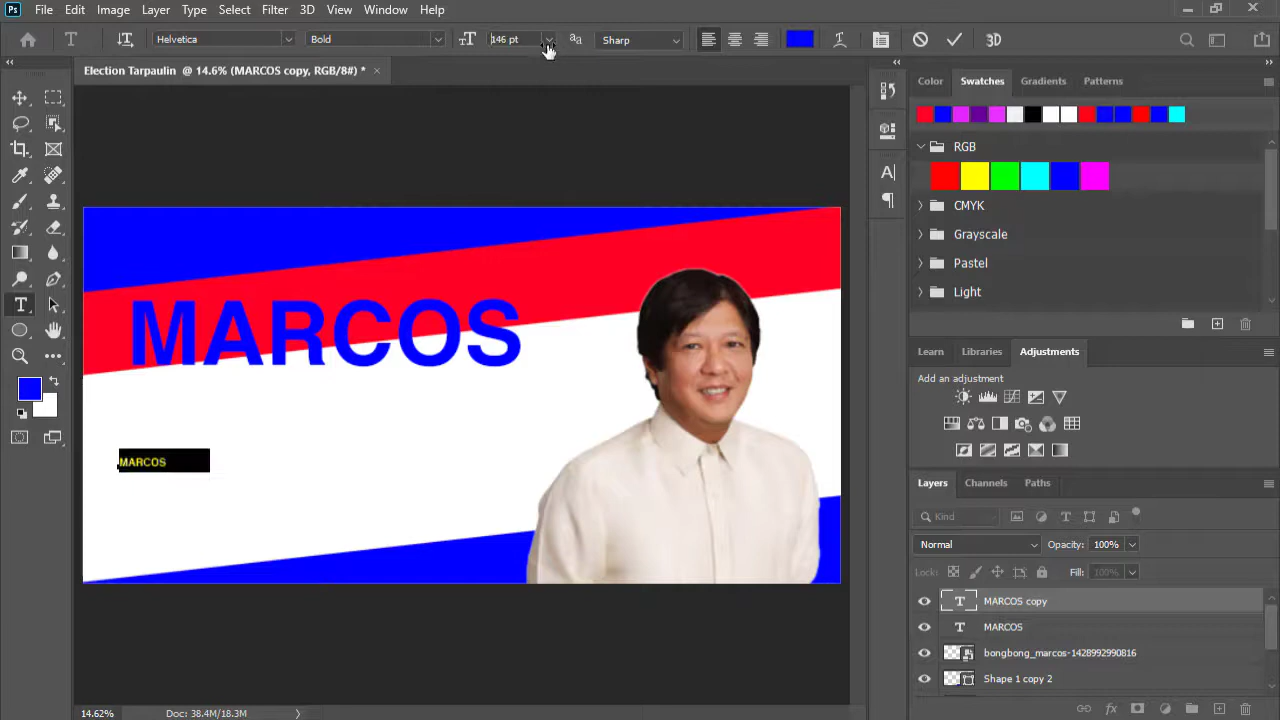 Ps File Edit Image Layer Type Select Filter 3D View Window Help
T Helvetica Bold 146 pt Sharp 3D
Election Tarpaulin @ 14.6% (MARCOS copy, RGB/8#) * ×
Color Swatches Gradients Patterns
RGB
CMYK
Grayscale
Pastel
Light
MARCOS
MARCOS
Learn Libraries Adjustments
Add an adjustment
Layers Channels Paths
Kind
Normal Opacity: 100%
Lock: Fill: 100%
T MARCOS copy
T MARCOS
bongbong_marcos-1428992990816
Shape 1 copy 2
14.62% Doc: 38.4M/18.3M